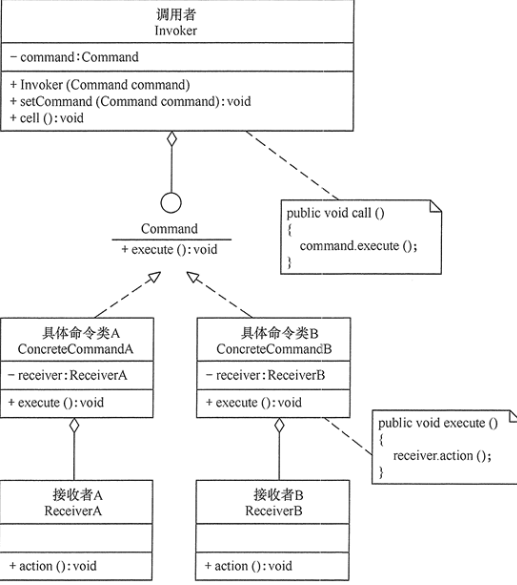 调用者
Invoker
- command:Command
+ Invoker (Command command)
+ setCommand (Command command):void
+ cell ():void
Command
+ execute ():void
public void call ()
{
command.execute ();
}
具体命令类A
ConcreteCommandA
- receiver:ReceiverA
+ execute ():void
具体命令类B
ConcreteCommandB
- receiver:ReceiverB
+ execute ():void
public void execute ()
{
receiver.action ();
}
接收者A
ReceiverA
+ action ():void
接收者B
ReceiverB
+ action ():void